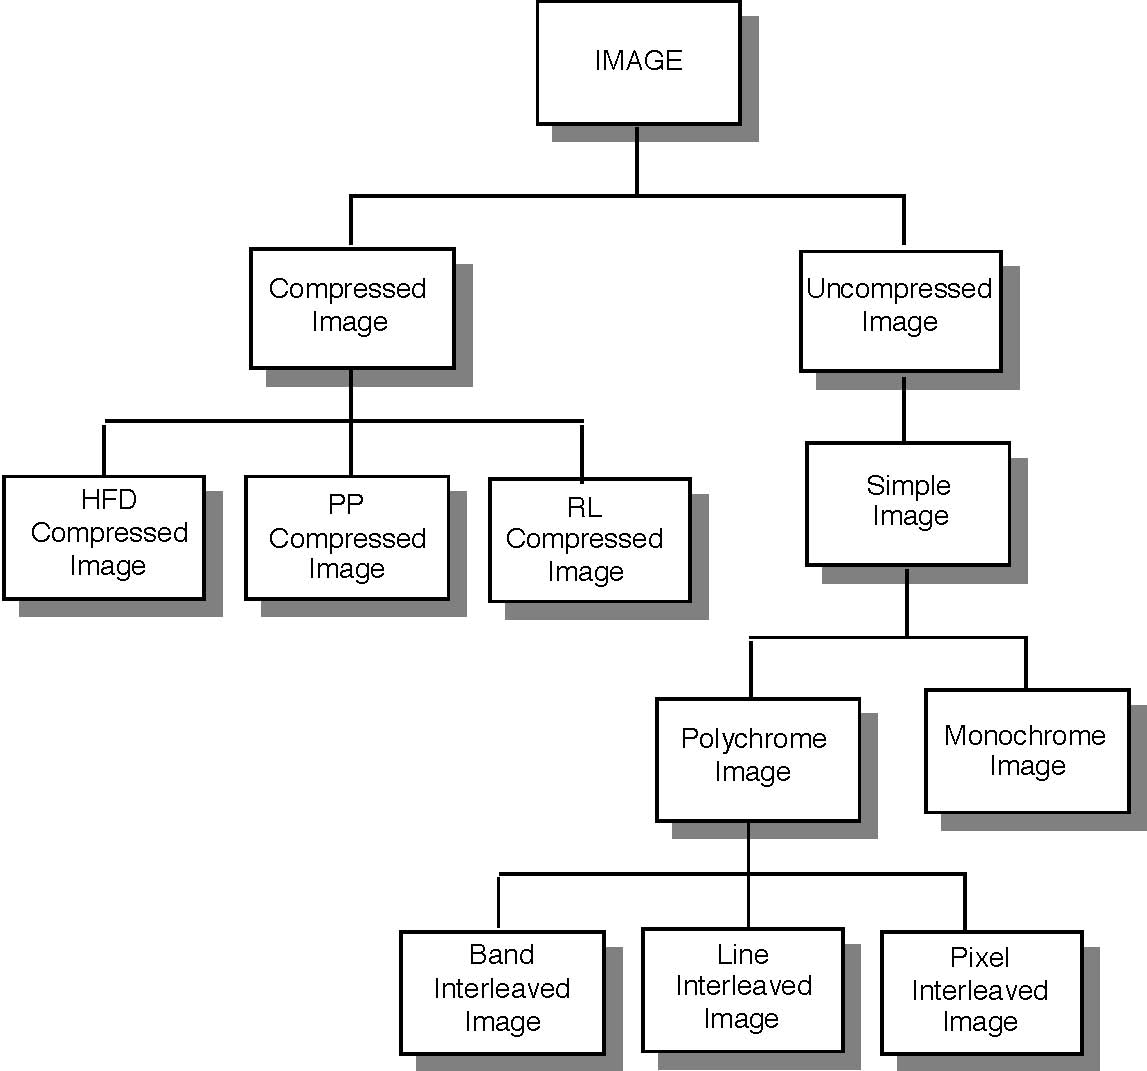 IMAGE
Compressed
Image
Uncompressed
Image
HFD
Compressed
Image
PP
Compressed
Image
RL
Compressed
Image
Simple
Image
Polychrome
Image
Monochrome
Image
Band
Interleaved
Image
Line
Interleaved
Image
Pixel
Interleaved
Image